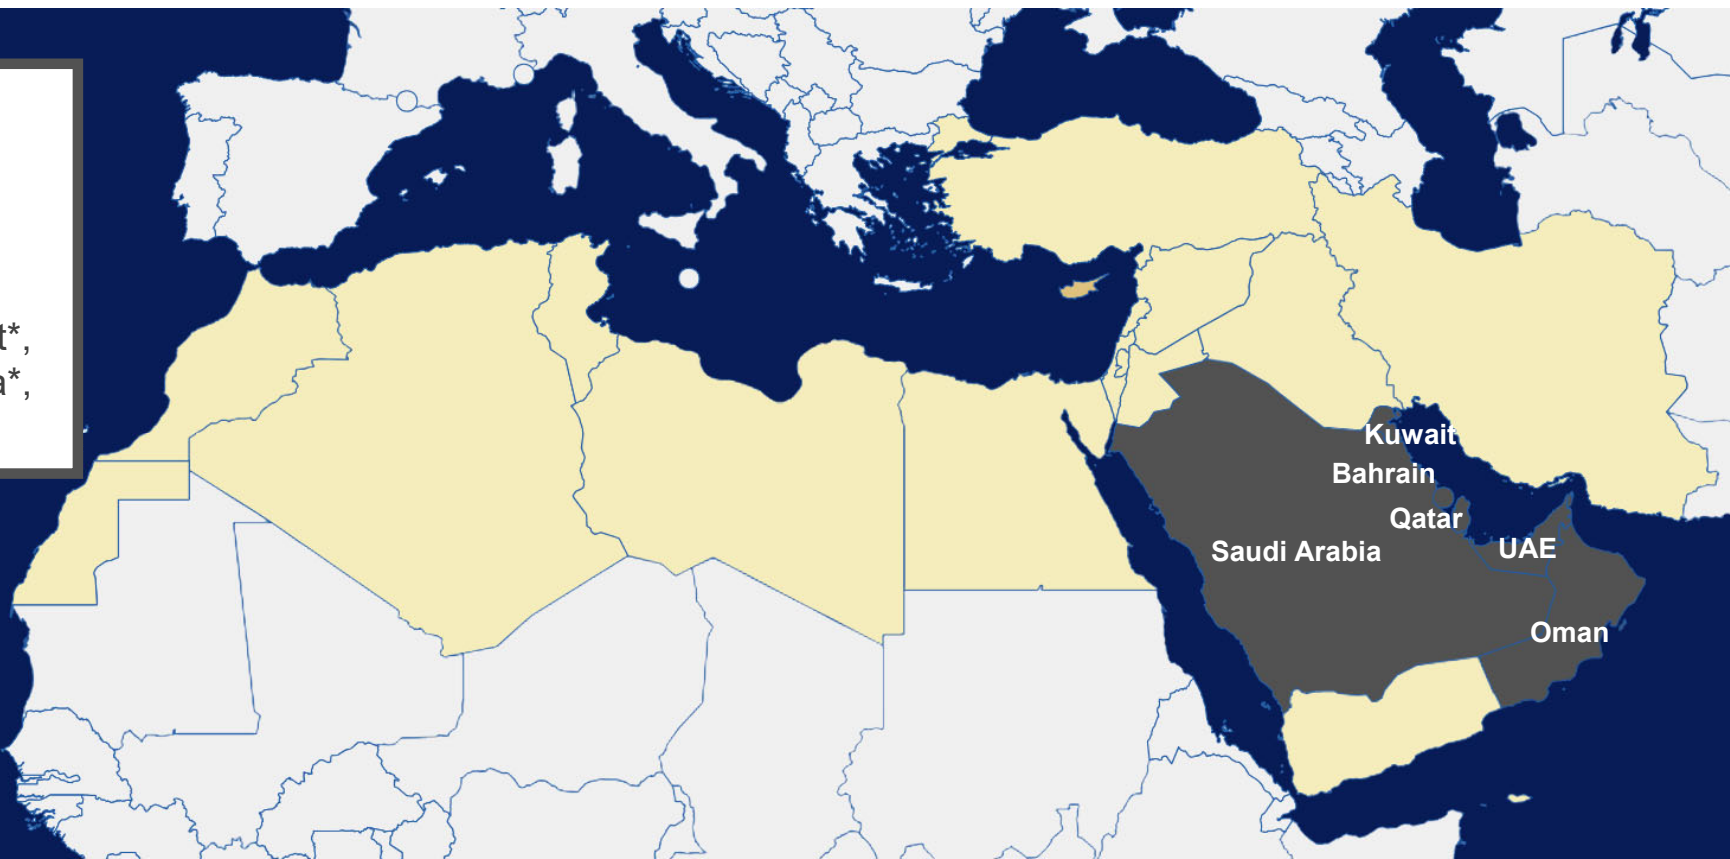 t*,
a*,
Kuwait
Bahrain
Qatar
Saudi Arabia
UAE
Oman